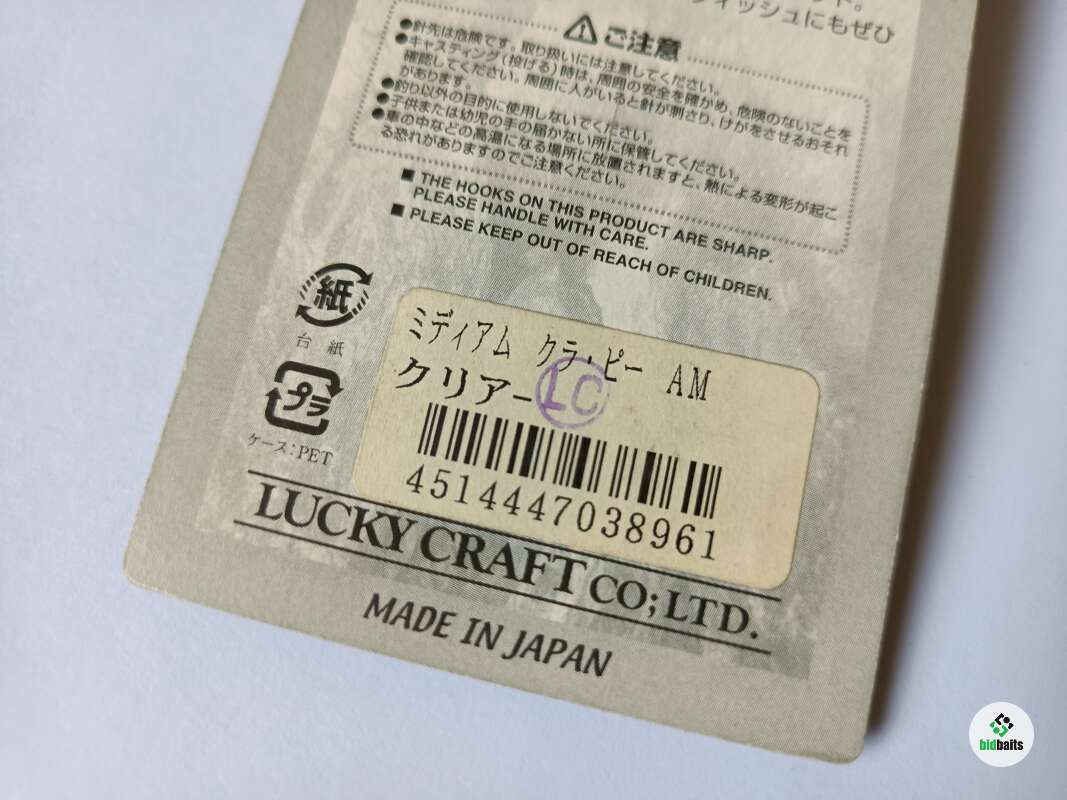 ィッシュにもぜひ
ご注意
●針先は危険です。取り扱いには注意してください。
●キャスティング(投げる)時は、周囲の安全を確かめ、危険のないことを
確認してください。周囲に人がいると針が刺さり、けがをさせるおそれ
があります。
●釣り以外の目的に使用しないでください。
●子供または幼児の手の届かない所に保管してください。
●車の中などの高温になる場所に放置されますと、熱による変形が起こ
る恐れがありますのでご注意ください。
■ THE HOOKS ON THIS PRODUCT ARE SHARP.
PLEASE HANDLE WITH CARE.
■ PLEASE KEEP OUT OF REACH OF CHILDREN.
紙
台紙
プラ
ケース:PET
ミディアム クラ・ピー AM
クリアー
LC
4514447038961
LUCKY CRAFT CO;LTD.
MADE IN JAPAN
bidbaits